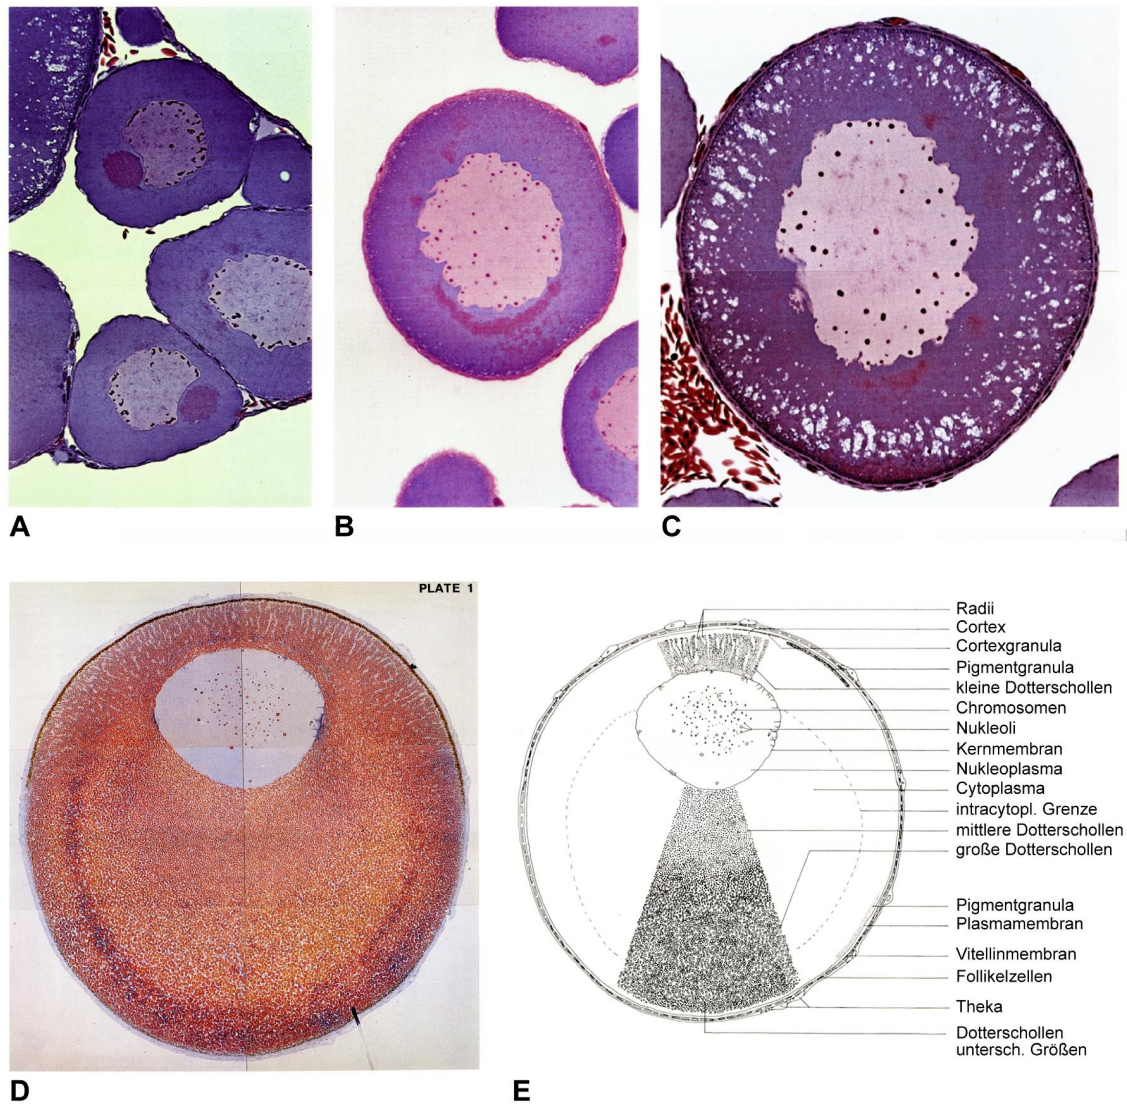 A
B
C
PLATE 1
Radii
Cortex
Cortexgranula
Pigmentgranula
kleine Dotterschollen
Chromosomen
Nukleoli
Kernmembran
Nukleoplasma
Cytoplasma
intracytopl. Grenze
mittlere Dotterschollen
große Dotterschollen
Pigmentgranula
Plasmamembran
Vitellinmembran
Follikelzellen
Theka
Dotterschollen
untersch. Größen
D
E